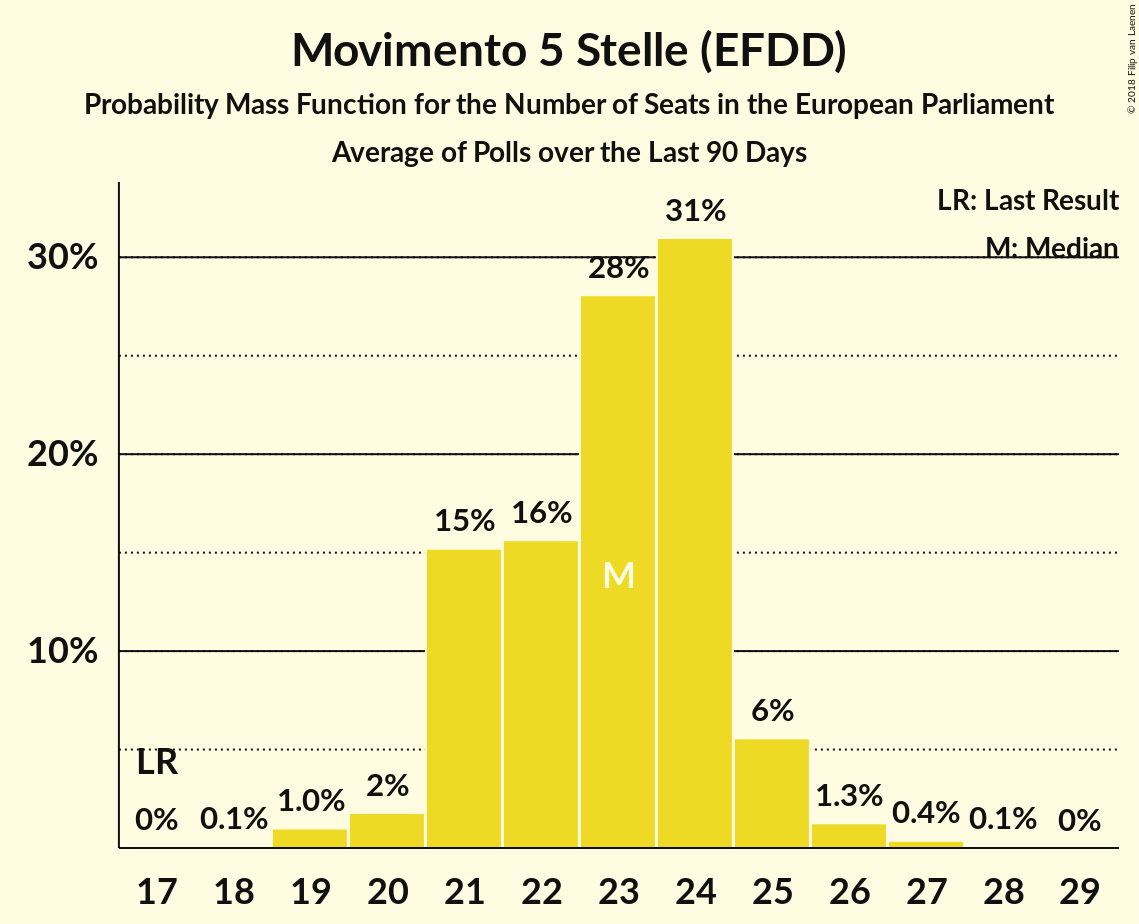 Movimento 5 Stelle (EFDD)
Probability Mass Function for the Number of Seats in the European Parliament
Average of Polls over the Last 90 Days
© 2018 Filip van Laenen
LR: Last Result
M: Median
30%
20%
10%
31%
28%
16%
15%
M
6%
LR
2%
1.3%
1.0%
0.4%
0% 0.1% 0.1% 0%
17 18 19 20 21 22 23 24 25 26 27 28 29